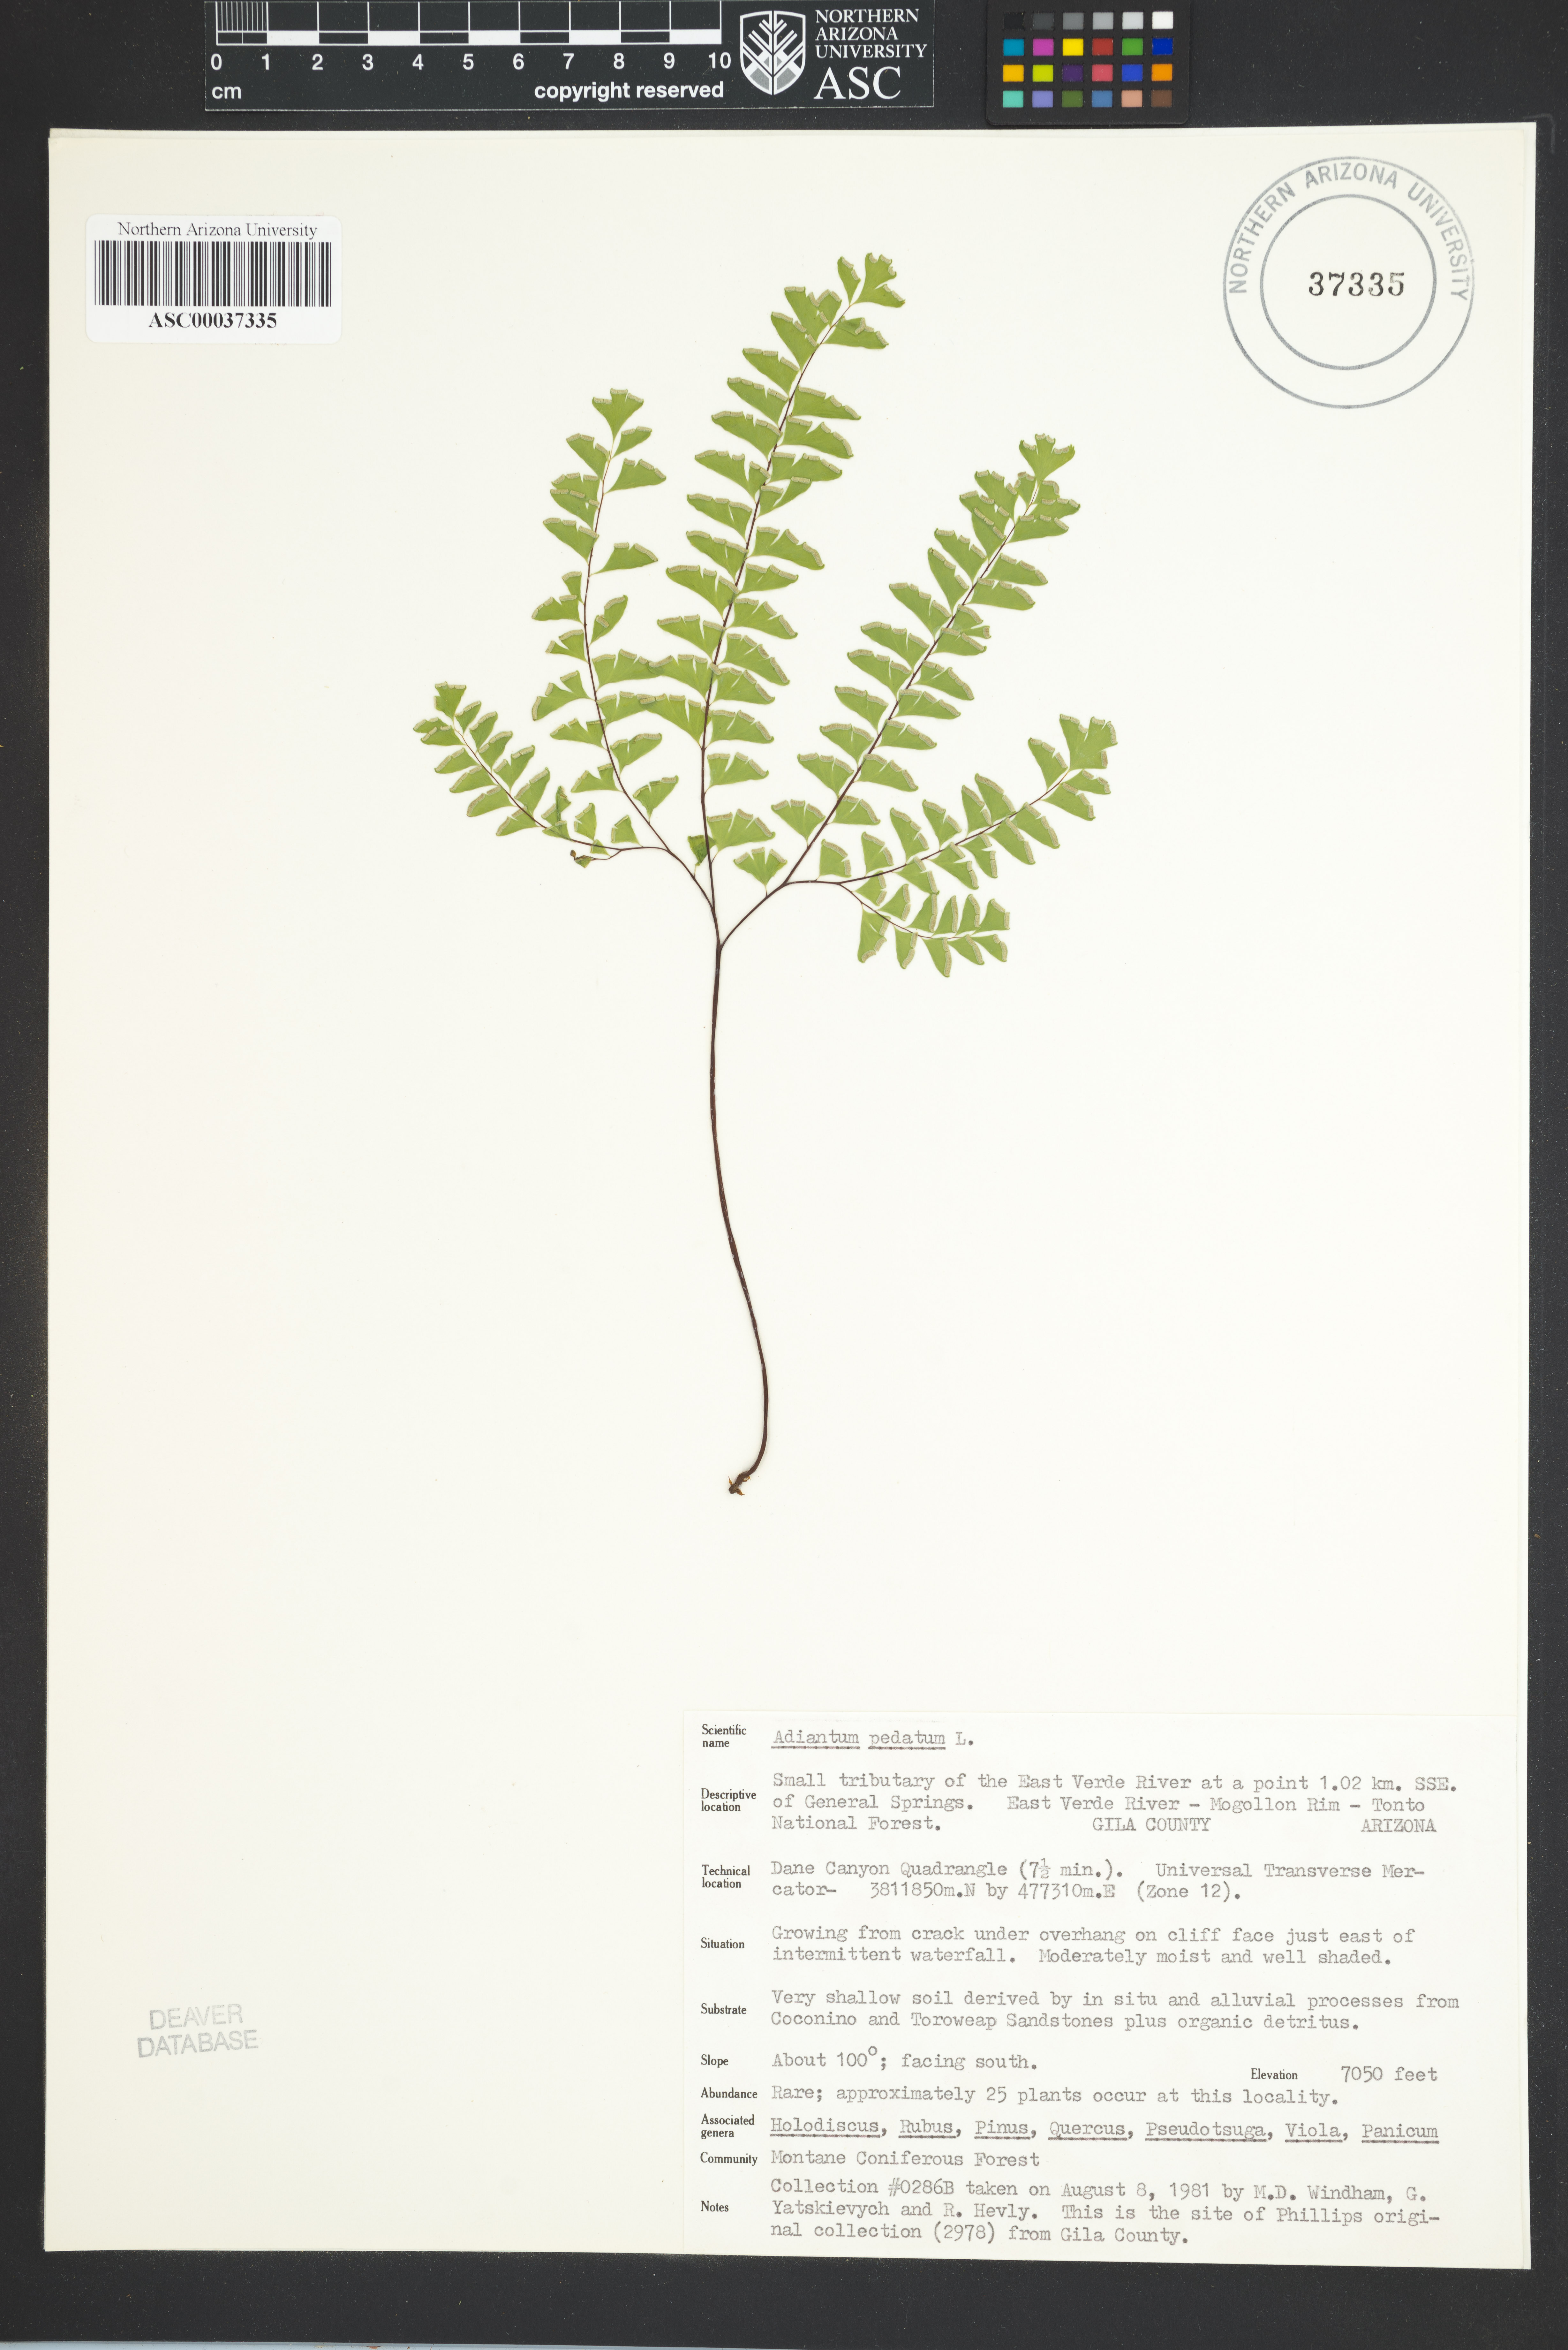 0 1 2 3 4 5 6 7 8 9 10
cm
copyright reserved
NORTHERN
ARIZONA
UNIVERSITY
ASC
Northern Arizona University
ASC00037335
NORTHERN ARIZONA UNIVERSITY
37335
Scientific name Adiantum pedatum L.
Descriptive location Small tributary of the East Verde River at a point 1.02 km. SSE.
of General Springs. East Verde River - Mogollon Rim - Tonto
National Forest. GILA COUNTY ARIZONA
Technical location Dane Canyon Quadrangle (7½ min.). Universal Transverse Mer-
cator- 3811850m.N by 477310m.E (Zone 12).
Situation Growing from crack under overhang on cliff face just east of
intermittent waterfall. Moderately moist and well shaded.
Substrate Very shallow soil derived by in situ and alluvial processes from
Coconino and Toroweap Sandstones plus organic detritus.
Slope About 100°; facing south. Elevation 7050 feet
Abundance Rare; approximately 25 plants occur at this locality.
Associated genera Holodiscus, Rubus, Pinus, Quercus, Pseudotsuga, Viola, Panicum
Community Montane Coniferous Forest
Collection #0286B taken on August 8, 1981 by M.D. Windham, G.
Notes Yatskievych and R. Hevly. This is the site of Phillips origi-
nal collection (2978) from Gila County.
DEAVER
DATABASE